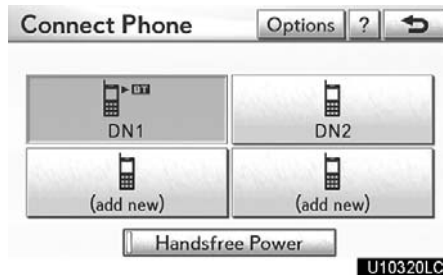 Connect Phone Options ?
BT
DN1 DN2
(add new) (add new)
Handsfree Power
U10320LC